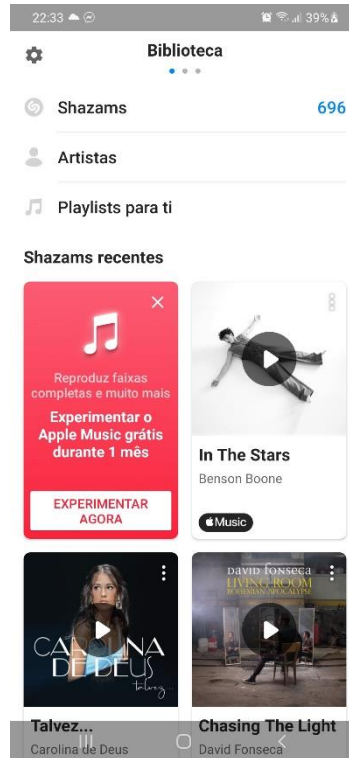 22:33
39%
Biblioteca
Shazams
696
Artistas
Playlists para ti
Shazams recentes
Reproduz faixas
completas e muito mais
Experimentar o
Apple Music grátis
durante 1 mês
EXPERIMENTAR
AGORA
In The Stars
Benson Boone
Music
CAROLINA
DE DEUS
talvez...
DAVID FONSECA
LIVING ROOM
BOHEMIAN APOCALYPSE
Talvez...
Carolina de Deus
Chasing The Light
David Fonseca